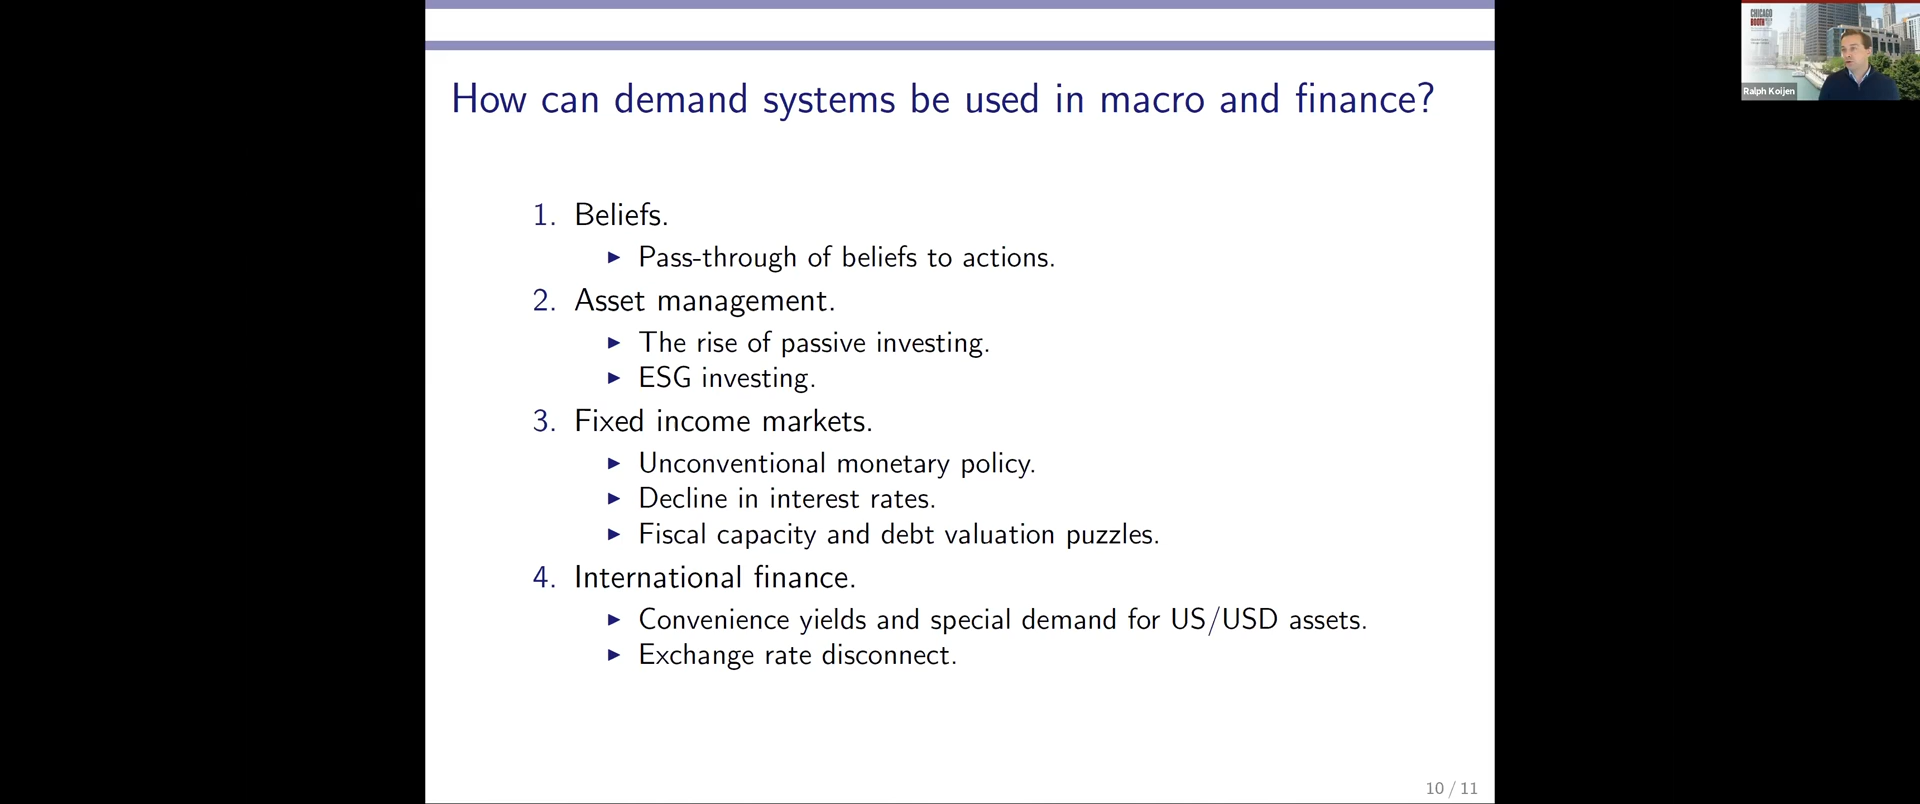 How can demand systems be used in macro and finance?
1. Beliefs.
▶ Pass-through of beliefs to actions.
2. Asset management.
▶ The rise of passive investing.
▶ ESG investing.
3. Fixed income markets.
▶ Unconventional monetary policy.
▶ Decline in interest rates.
▶ Fiscal capacity and debt valuation puzzles.
4. International finance.
▶ Convenience yields and special demand for US/USD assets.
▶ Exchange rate disconnect.
10 / 11
CHICAGO
BOOTH
Ralph Koijen